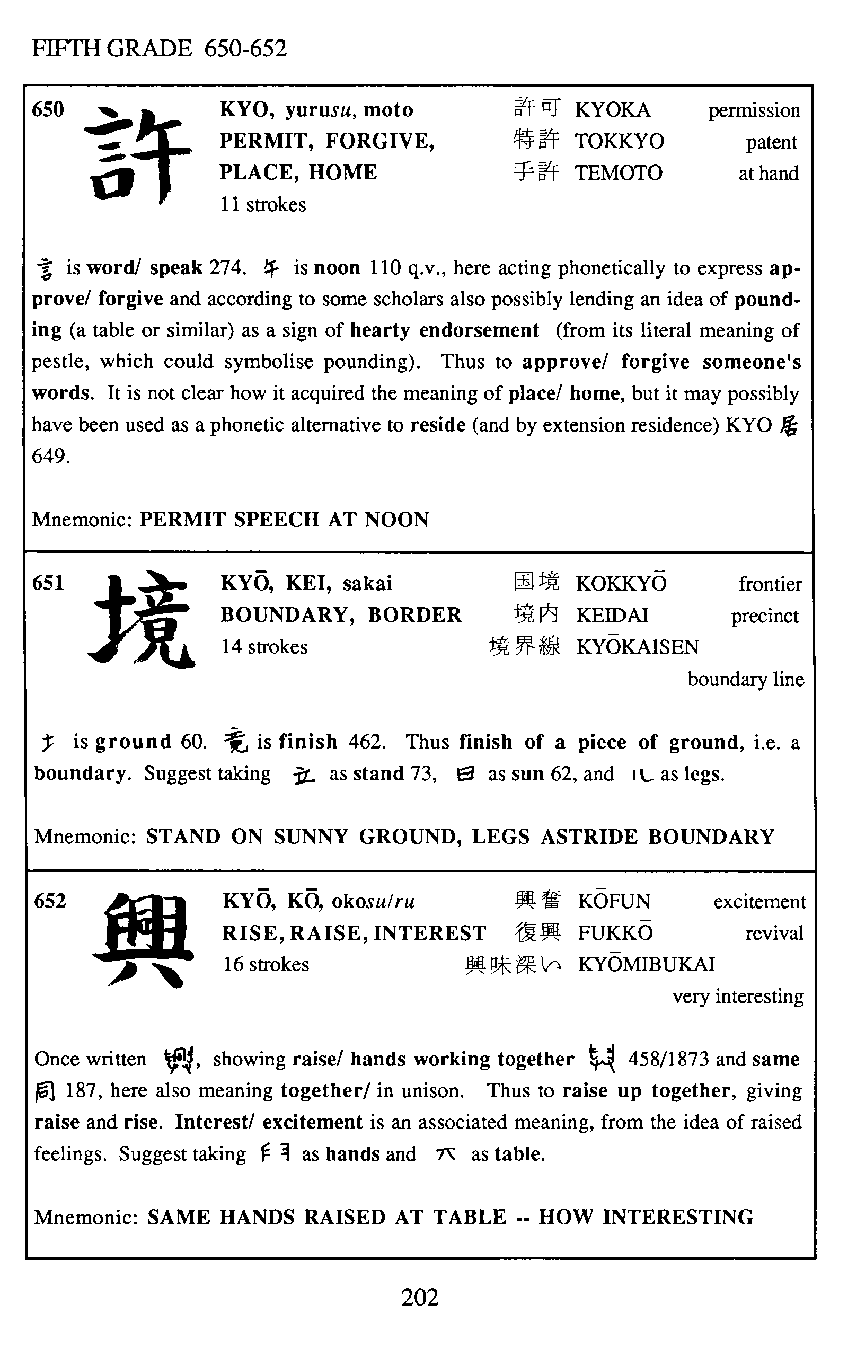 FIFTH GRADE 650-652
650 許 KYO, yurusu, moto 許可 KYOKA permission
PERMIT, FORGIVE, 特許 TOKKYO patent
PLACE, HOME 手許 TEMOTO at hand
11 strokes
言 is word/ speak 274. 午 is noon 110 q.v., here acting phonetically to express ap-
prove/ forgive and according to some scholars also possibly lending an idea of pound-
ing (a table or similar) as a sign of hearty endorsement (from its literal meaning of
pestle, which could symbolise pounding). Thus to approve/ forgive someone's
words. It is not clear how it acquired the meaning of place/ home, but it may possibly
have been used as a phonetic alternative to reside (and by extension residence) KYO 居
649.
Mnemonic: PERMIT SPEECH AT NOON
651 境 KYŌ, KEI, sakai 国境 KOKKYŌ frontier
BOUNDARY, BORDER 境内 KEIDAI precinct
14 strokes 境界線 KYŌKAISEN
boundary line
土 is ground 60. 竟 is finish 462. Thus finish of a piece of ground, i.e. a
boundary. Suggest taking 立 as stand 73, 日 as sun 62, and 儿 as legs.
Mnemonic: STAND ON SUNNY GROUND, LEGS ASTRIDE BOUNDARY
652 興 KYŌ, KŌ, okosu/ru 興奮 KŌFUN excitement
RISE, RAISE, INTEREST 復興 FUKKŌ revival
16 strokes 興味深い KYŌMIBUKAI
very interesting
Once written , showing raise/ hands working together 458/1873 and same
同 187, here also meaning together/ in unison. Thus to raise up together, giving
raise and rise. Interest/ excitement is an associated meaning, from the idea of raised
feelings. Suggest taking as hands and as table.
Mnemonic: SAME HANDS RAISED AT TABLE -- HOW INTERESTING
202